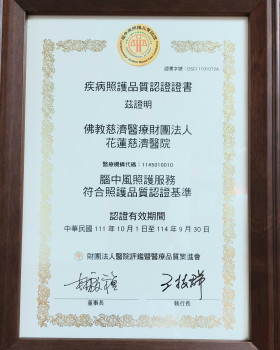 疾病照護品質認證證書
茲證明
佛教慈濟醫療財團法人
花蓮慈濟醫院
醫療機構代碼：1145010010
腦中風照護服務
符合照護品質認證基準
認證有效期間
中華民國 111 年 10 月 1 日至 114 年 9 月 30 日
財團法人醫院評鑑暨醫療品質策進會
董事長
執行長